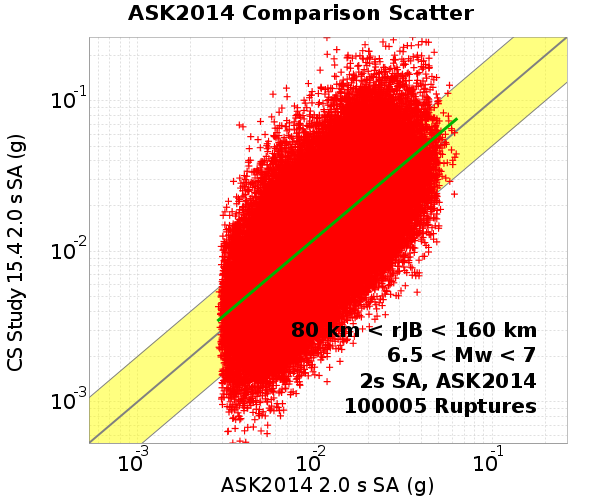 ASK2014 Comparison Scatter
CS Study 15.4 2.0 s SA (g)
10-1
10-2
10-3
80 km < rJB < 160 km
6.5 < Mw < 7
2s SA, ASK2014
100005 Ruptures
10-3 10-2 10-1
ASK2014 2.0 s SA (g)